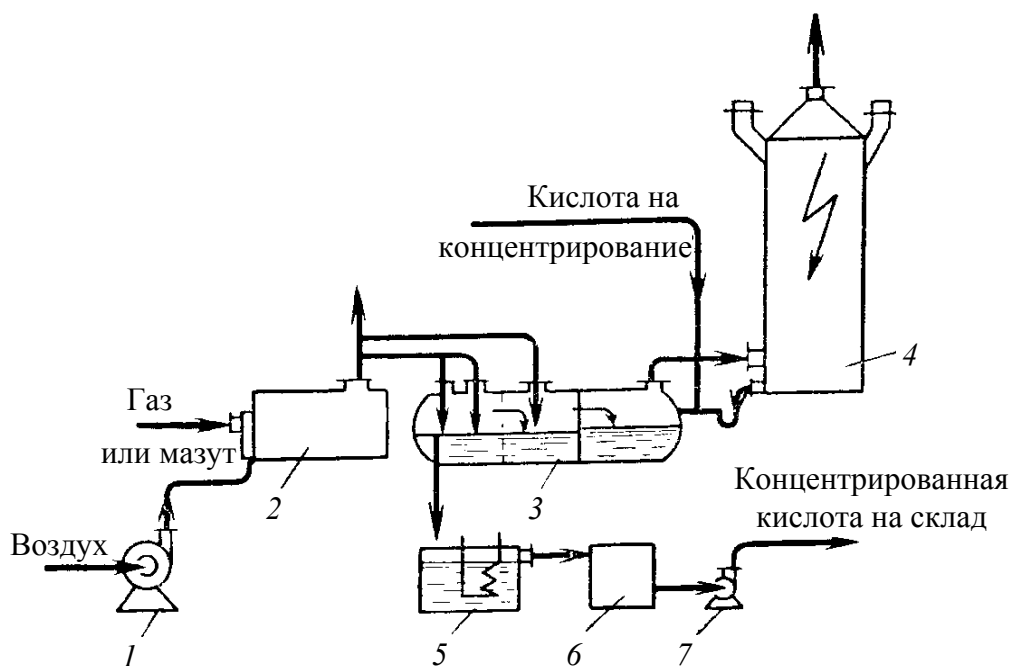 Кислота на
концентрирование
4
Газ
или мазут
2
3
Концентрированная
кислота на склад
Воздух
1
5
6
7